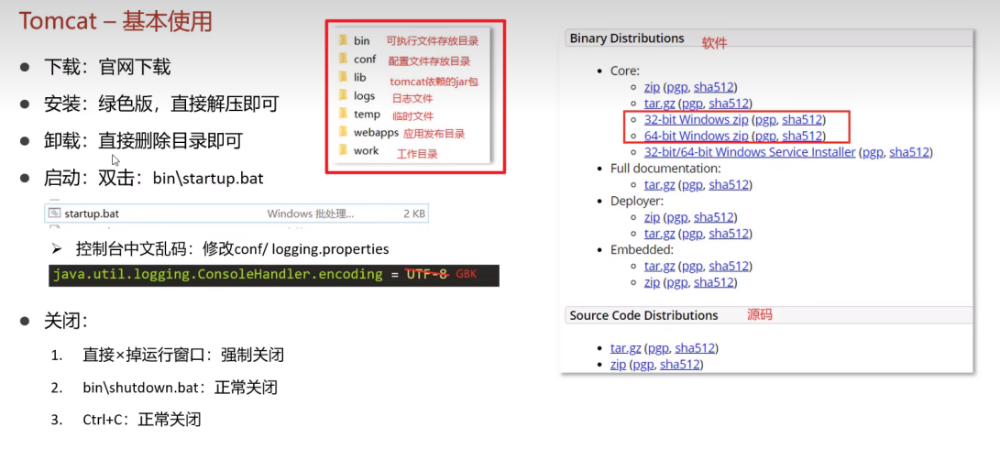 Tomcat – 基本使用
● 下载：官网下载
● 安装：绿色版，直接解压即可
● 卸载：直接删除目录即可
● 启动：双击：bin\startup.bat
startup.bat Windows 批处理... 2 KB
➢ 控制台中文乱码：修改conf/ logging.properties
java.util.logging.ConsoleHandler.encoding = UTF-8 GBK
● 关闭：
1. 直接×掉运行窗口：强制关闭
2. bin\shutdown.bat：正常关闭
3. Ctrl+C：正常关闭
bin 可执行文件存放目录
conf 配置文件存放目录
lib tomcat依赖的jar包
logs 日志文件
temp 临时文件
webapps 应用发布目录
work 工作目录
Binary Distributions 软件
• Core:
○ zip (pgp, sha512)
○ tar.gz (pgp, sha512)
○ 32-bit Windows zip (pgp, sha512)
○ 64-bit Windows zip (pgp, sha512)
○ 32-bit/64-bit Windows Service Installer (pgp, sha512)
• Full documentation:
○ tar.gz (pgp, sha512)
• Deployer:
○ zip (pgp, sha512)
○ tar.gz (pgp, sha512)
• Embedded:
○ tar.gz (pgp, sha512)
○ zip (pgp, sha512)
Source Code Distributions 源码
• tar.gz (pgp, sha512)
• zip (pgp, sha512)